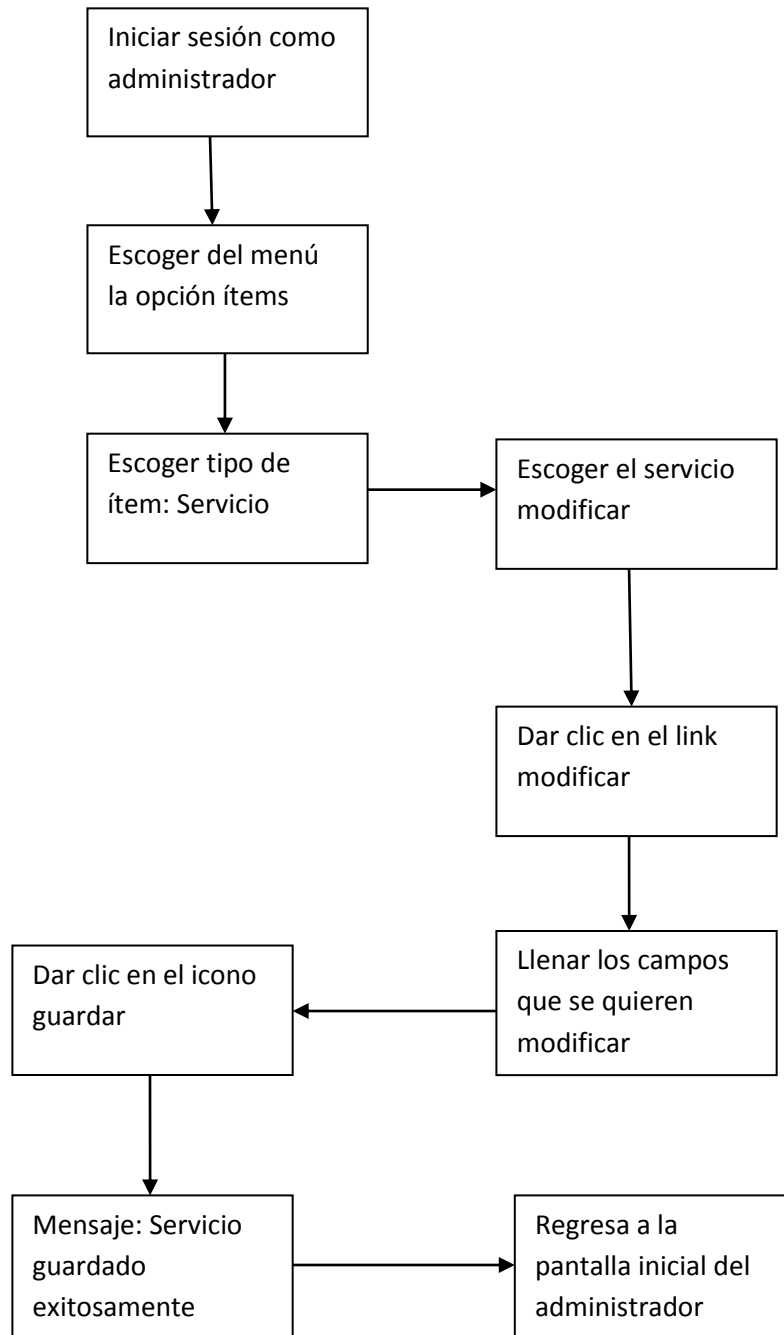 Iniciar sesión como
administrador
Escoger del menú
la opción ítems
Escoger tipo de
ítem: Servicio
Escoger el servicio
modificar
Dar clic en el link
modificar
Llenar los campos
que se quieren
modificar
Dar clic en el icono
guardar
Mensaje: Servicio
guardado
exitosamente
Regresa a la
pantalla inicial del
administrador